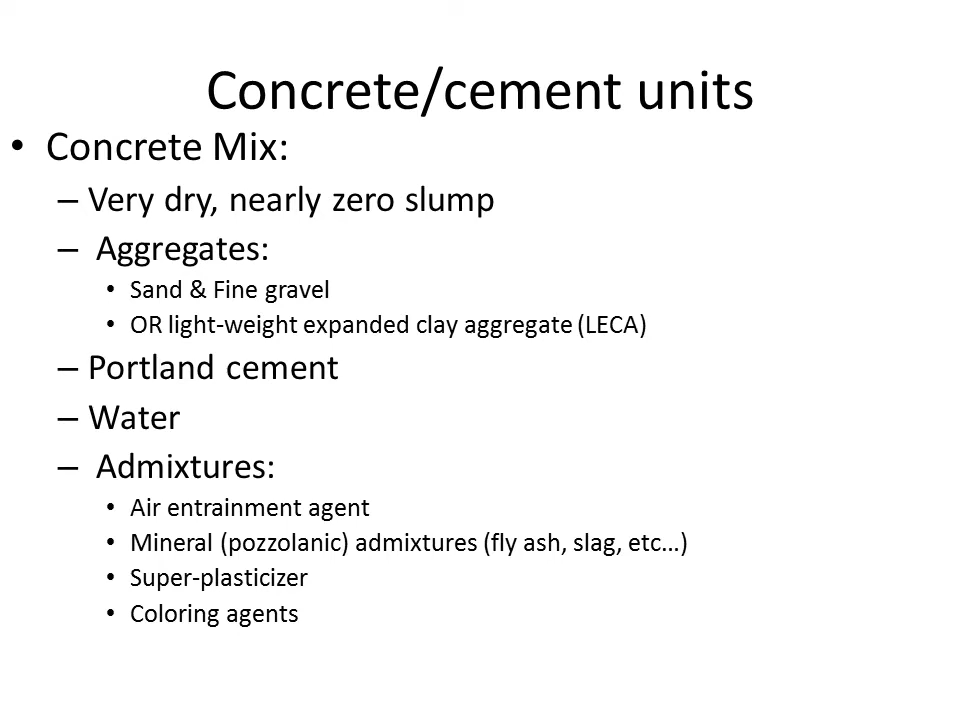 Concrete/cement units
• Concrete Mix:
– Very dry, nearly zero slump
– Aggregates:
• Sand & Fine gravel
• OR light-weight expanded clay aggregate (LECA)
– Portland cement
– Water
– Admixtures:
• Air entrainment agent
• Mineral (pozzolanic) admixtures (fly ash, slag, etc…)
• Super-plasticizer
• Coloring agents